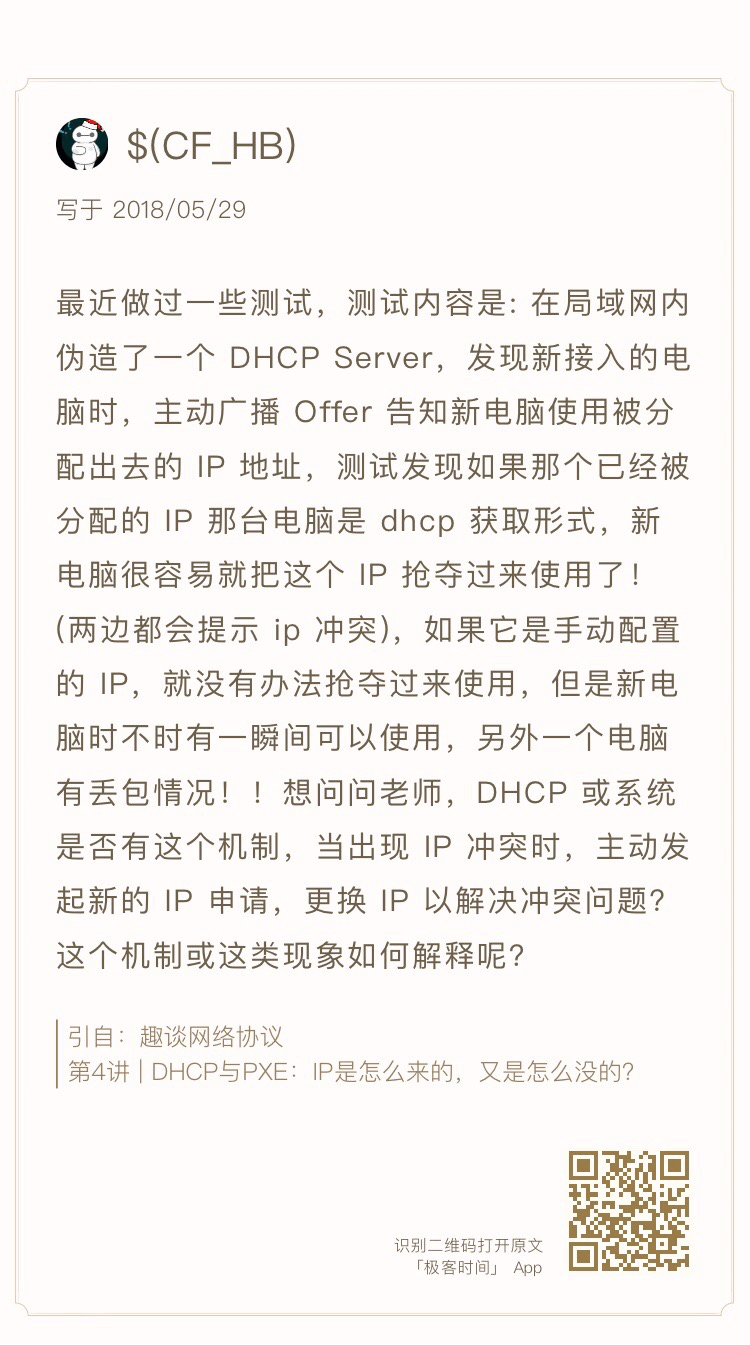 $(CF_HB)
写于 2018/05/29
最近做过一些测试，测试内容是: 在局域网内
伪造了一个 DHCP Server，发现新接入的电
脑时，主动广播 Offer 告知新电脑使用被分
配出去的 IP 地址，测试发现如果那个已经被
分配的 IP 那台电脑是 dhcp 获取形式，新
电脑很容易就把这个 IP 抢夺过来使用了！
(两边都会提示 ip 冲突)，如果它是手动配置
的 IP，就没有办法抢夺过来使用，但是新电
脑时不时有一瞬间可以使用，另外一个电脑
有丢包情况！！想问问老师，DHCP 或系统
是否有这个机制，当出现 IP 冲突时，主动发
起新的 IP 申请，更换 IP 以解决冲突问题？
这个机制或这类现象如何解释呢？
引自：趣谈网络协议
第4讲 | DHCP与PXE：IP是怎么来的，又是怎么没的？
识别二维码打开原文
「极客时间」 App